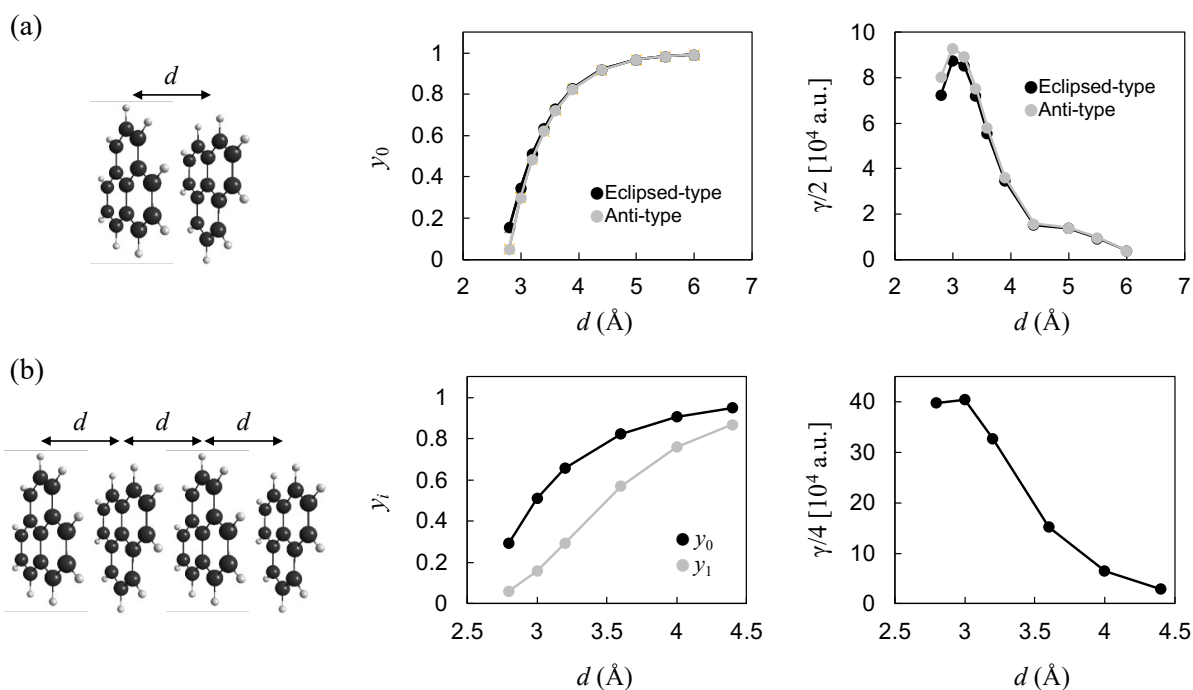 (a)
d
y₀
1
0.8
0.6
0.4
0.2
0
Eclipsed-type
Anti-type
2 3 4 5 6 7
d (Å)
γ/2 [10⁴ a.u.]
10
8
6
4
2
0
Eclipsed-type
Anti-type
2 3 4 5 6 7
d (Å)
(b)
d d d
yᵢ
1
0.8
0.6
0.4
0.2
0
y₀
y₁
2.5 3 3.5 4 4.5
d (Å)
γ/4 [10⁴ a.u.]
40
30
20
10
0
2.5 3 3.5 4 4.5
d (Å)